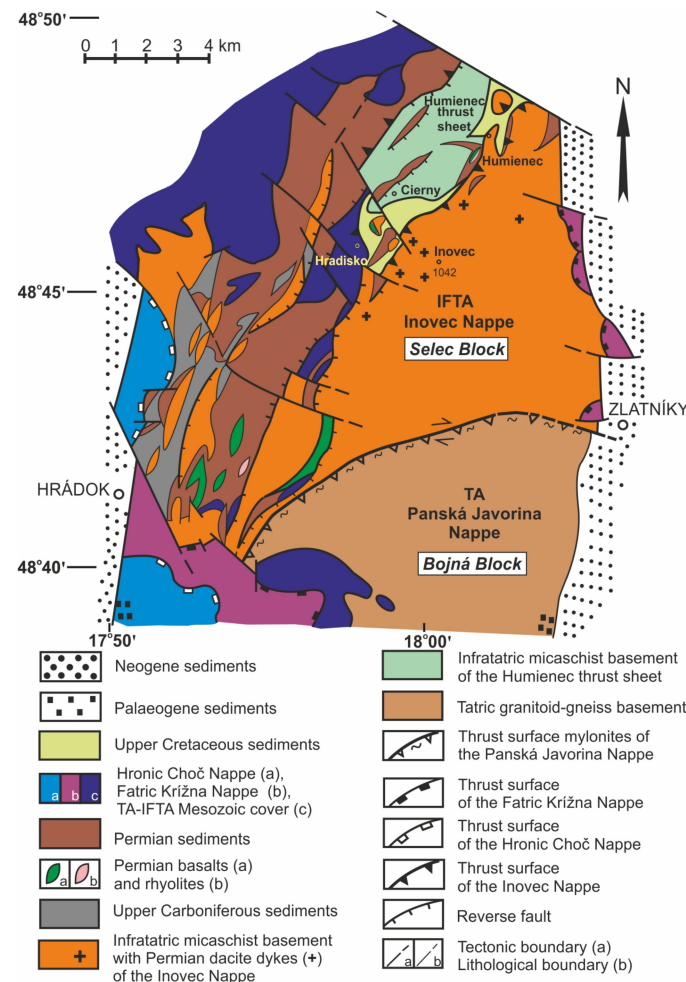 48°50'
0 1 2 3 4 km
N
Humienec
thrust
sheet
Humienec
Cierny
Hradisko
Inovec
1042
48°45'
IFTA
Inovec Nappe
Selec Block
ZLATNÍKY
HRÁDOK
TA
Panská Javorina
Nappe
Bojná Block
48°40'
17°50'
18°00'
Neogene sediments
Palaeogene sediments
Upper Cretaceous sediments
a b c
Hronic Choč Nappe (a),
Fatric Krížna Nappe (b),
TA-IFTA Mesozoic cover (c)
Permian sediments
a b
Permian basalts (a)
and rhyolites (b)
Upper Carboniferous sediments
Infratatric micaschist basement
with Permian dacite dykes (+)
of the Inovec Nappe
Infratatric micaschist basement
of the Humienec thrust sheet
Tatric granitoid-gneiss basement
Thrust surface mylonites of
the Panská Javorina Nappe
Thrust surface
of the Fatric Krížna Nappe
Thrust surface
of the Hronic Choč Nappe
Thrust surface
of the Inovec Nappe
Reverse fault
a b
Tectonic boundary (a)
Lithological boundary (b)